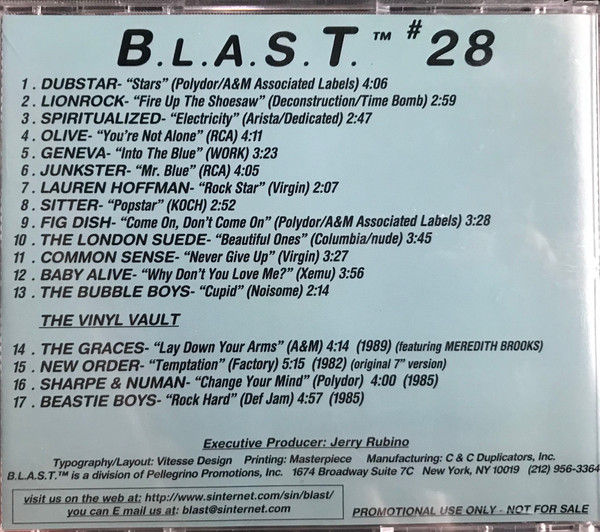 B.L.A.S.T.™ #28
1 . DUBSTAR- “Stars” (Polydor/A&M Associated Labels) 4:06
2 . LIONROCK- “Fire Up The Shoesaw” (Deconstruction/Time Bomb) 2:59
3 . SPIRITUALIZED- “Electricity” (Arista/Dedicated) 2:47
4 . OLIVE- “You're Not Alone” (RCA) 4:11
5 . GENEVA- “Into The Blue” (WORK) 3:23
6 . JUNKSTER- “Mr. Blue” (RCA) 4:05
7 . LAUREN HOFFMAN- “Rock Star” (Virgin) 2:07
8 . SITTER- “Popstar” (KOCH) 2:52
9 . FIG DISH- “Come On, Don't Come On” (Polydor/A&M Associated Labels) 3:28
10 . THE LONDON SUEDE- “Beautiful Ones” (Columbia/nude) 3:45
11 . COMMON SENSE- “Never Give Up” (Virgin) 3:27
12 . BABY ALIVE- “Why Don't You Love Me?” (Xemu) 3:56
13 . THE BUBBLE BOYS- “Cupid” (Noisome) 2:14
THE VINYL VAULT
14 . THE GRACES- “Lay Down Your Arms” (A&M) 4:14 (1989) (featuring MEREDITH BROOKS)
15 . NEW ORDER- “Temptation” (Factory) 5:15 (1982) (original 7” version)
16 . SHARPE & NUMAN- “Change Your Mind” (Polydor) 4:00 (1985)
17 . BEASTIE BOYS- “Rock Hard” (Def Jam) 4:57 (1985)
Executive Producer: Jerry Rubino
Typography/Layout: Vitesse Design Printing: Masterpiece Manufacturing: C & C Duplicators, Inc.
B.L.A.S.T.™ is a division of Pellegrino Promotions, Inc. 1674 Broadway Suite 7C New York, NY 10019 (212) 956-3364
visit us on the web at: http://www.sinternet.com/sin/blast/
you can E mail us at: blast@sinternet.com
PROMOTIONAL USE ONLY - NOT FOR SALE